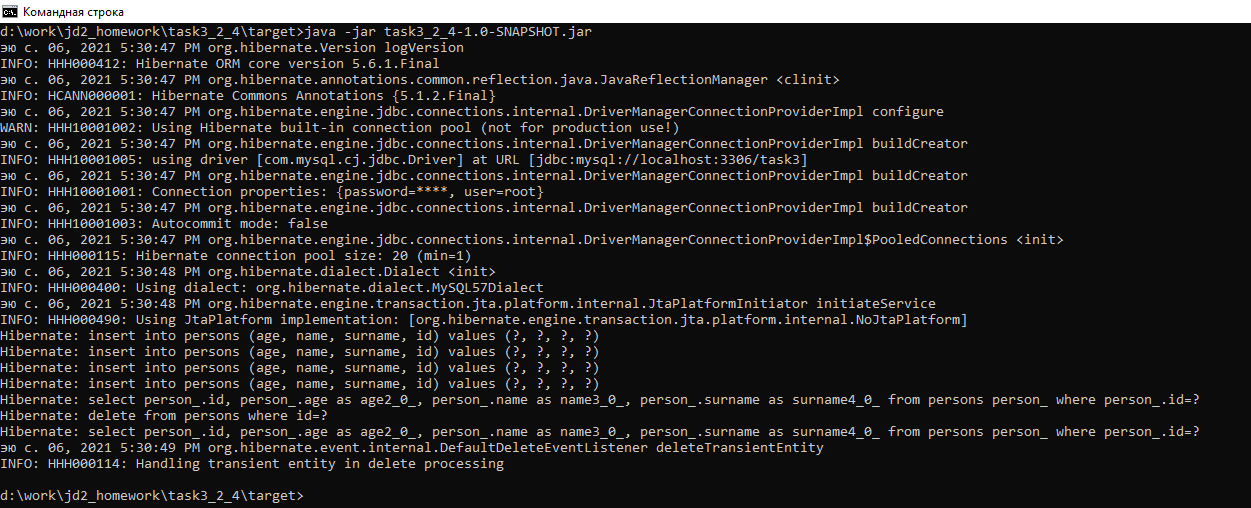 Командная строка
d:\work\jd2_homework\task3_2_4\target>java -jar task3_2_4-1.0-SNAPSHOT.jar
эю с. 06, 2021 5:30:47 PM org.hibernate.Version logVersion
INFO: HHH000412: Hibernate ORM core version 5.6.1.Final
эю с. 06, 2021 5:30:47 PM org.hibernate.annotations.common.reflection.java.JavaReflectionManager <clinit>
INFO: HCANN000001: Hibernate Commons Annotations {5.1.2.Final}
эю с. 06, 2021 5:30:47 PM org.hibernate.engine.jdbc.connections.internal.DriverManagerConnectionProviderImpl configure
WARN: HHH10001002: Using Hibernate built-in connection pool (not for production use!)
эю с. 06, 2021 5:30:47 PM org.hibernate.engine.jdbc.connections.internal.DriverManagerConnectionProviderImpl buildCreator
INFO: HHH10001005: using driver [com.mysql.cj.jdbc.Driver] at URL [jdbc:mysql://localhost:3306/task3]
эю с. 06, 2021 5:30:47 PM org.hibernate.engine.jdbc.connections.internal.DriverManagerConnectionProviderImpl buildCreator
INFO: HHH10001001: Connection properties: {password=****, user=root}
эю с. 06, 2021 5:30:47 PM org.hibernate.engine.jdbc.connections.internal.DriverManagerConnectionProviderImpl buildCreator
INFO: HHH10001003: Autocommit mode: false
эю с. 06, 2021 5:30:47 PM org.hibernate.engine.jdbc.connections.internal.DriverManagerConnectionProviderImpl$PooledConnections <init>
INFO: HHH000115: Hibernate connection pool size: 20 (min=1)
эю с. 06, 2021 5:30:48 PM org.hibernate.dialect.Dialect <init>
INFO: HHH000400: Using dialect: org.hibernate.dialect.MySQL57Dialect
эю с. 06, 2021 5:30:48 PM org.hibernate.engine.transaction.jta.platform.internal.JtaPlatformInitiator initiateService
INFO: HHH000490: Using JtaPlatform implementation: [org.hibernate.engine.transaction.jta.platform.internal.NoJtaPlatform]
Hibernate: insert into persons (age, name, surname, id) values (?, ?, ?, ?)
Hibernate: insert into persons (age, name, surname, id) values (?, ?, ?, ?)
Hibernate: insert into persons (age, name, surname, id) values (?, ?, ?, ?)
Hibernate: insert into persons (age, name, surname, id) values (?, ?, ?, ?)
Hibernate: select person_.id, person_.age as age2_0_, person_.name as name3_0_, person_.surname as surname4_0_ from persons person_ where person_.id=?
Hibernate: delete from persons where id=?
Hibernate: select person_.id, person_.age as age2_0_, person_.name as name3_0_, person_.surname as surname4_0_ from persons person_ where person_.id=?
эю с. 06, 2021 5:30:49 PM org.hibernate.event.internal.DefaultDeleteEventListener deleteTransientEntity
INFO: HHH000114: Handling transient entity in delete processing
d:\work\jd2_homework\task3_2_4\target>